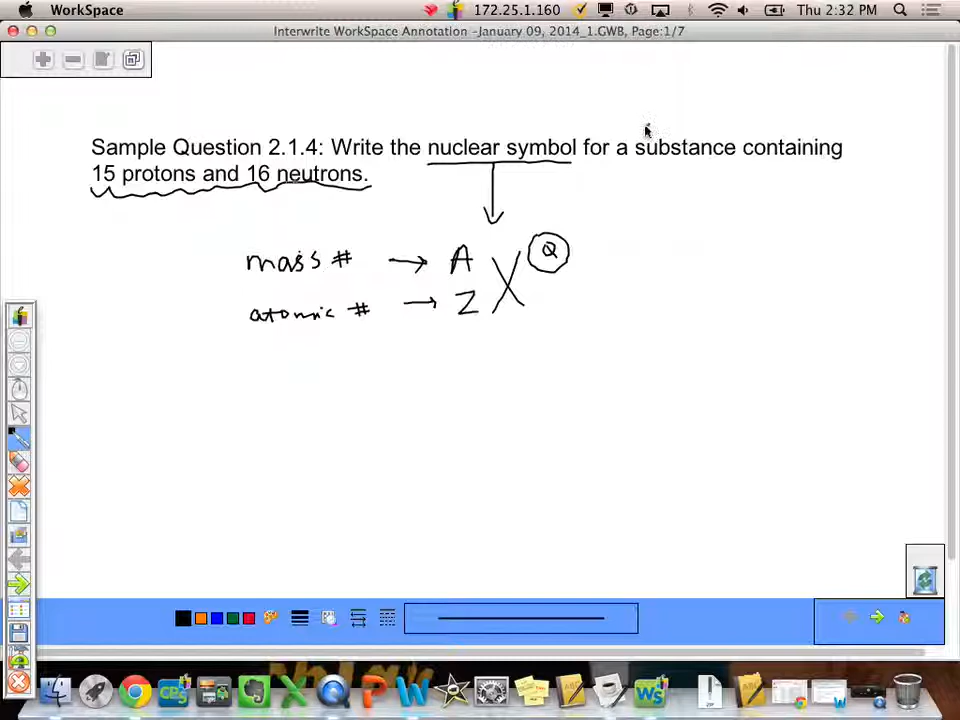 WorkSpace 172.25.1.160 Thu 2:32 PM
Interwrite WorkSpace Annotation -January 09, 2014_1.GWB, Page:1/7
Sample Question 2.1.4: Write the nuclear symbol for a substance containing
15 protons and 16 neutrons.
mass # → A X Q
atomic # → Z